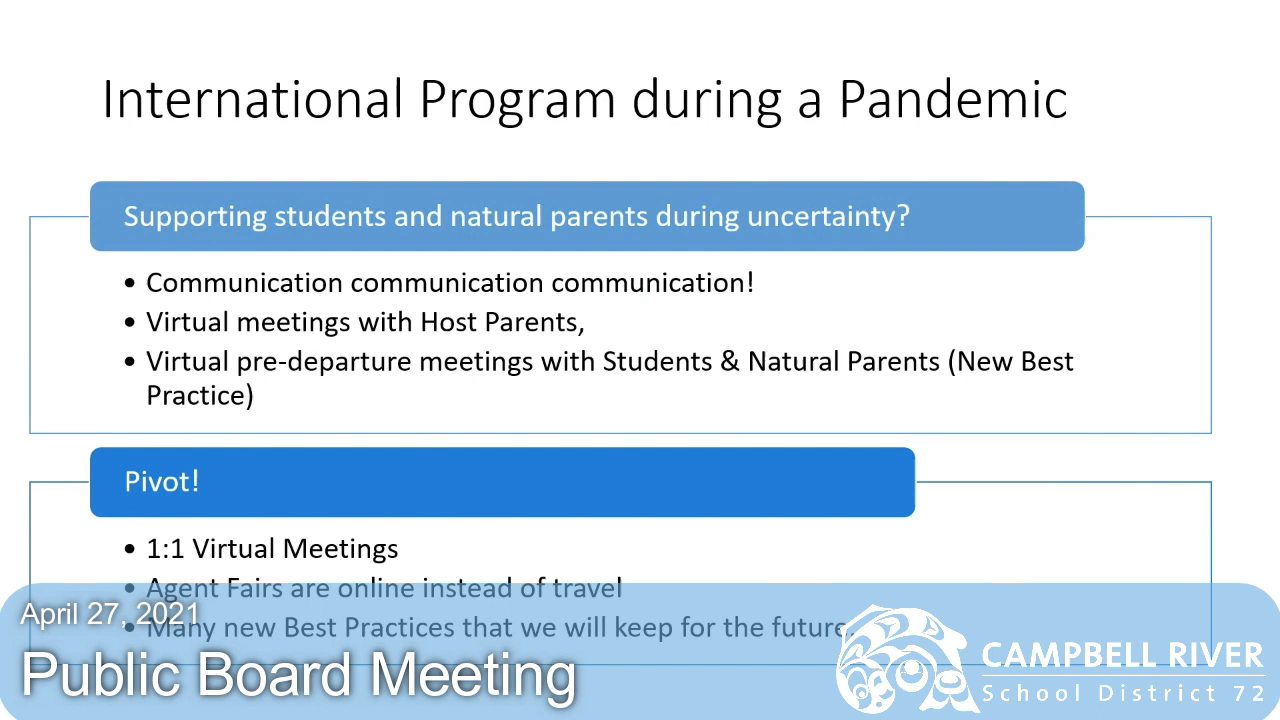 International Program during a Pandemic
Supporting students and natural parents during uncertainty?
• Communication communication communication!
• Virtual meetings with Host Parents,
• Virtual pre-departure meetings with Students & Natural Parents (New Best
Practice)
Pivot!
• 1:1 Virtual Meetings
• Agent Fairs are online instead of travel
• Many new Best Practices that we will keep for the future.
April 27, 2021
Public Board Meeting
CAMPBELL RIVER
School District 72